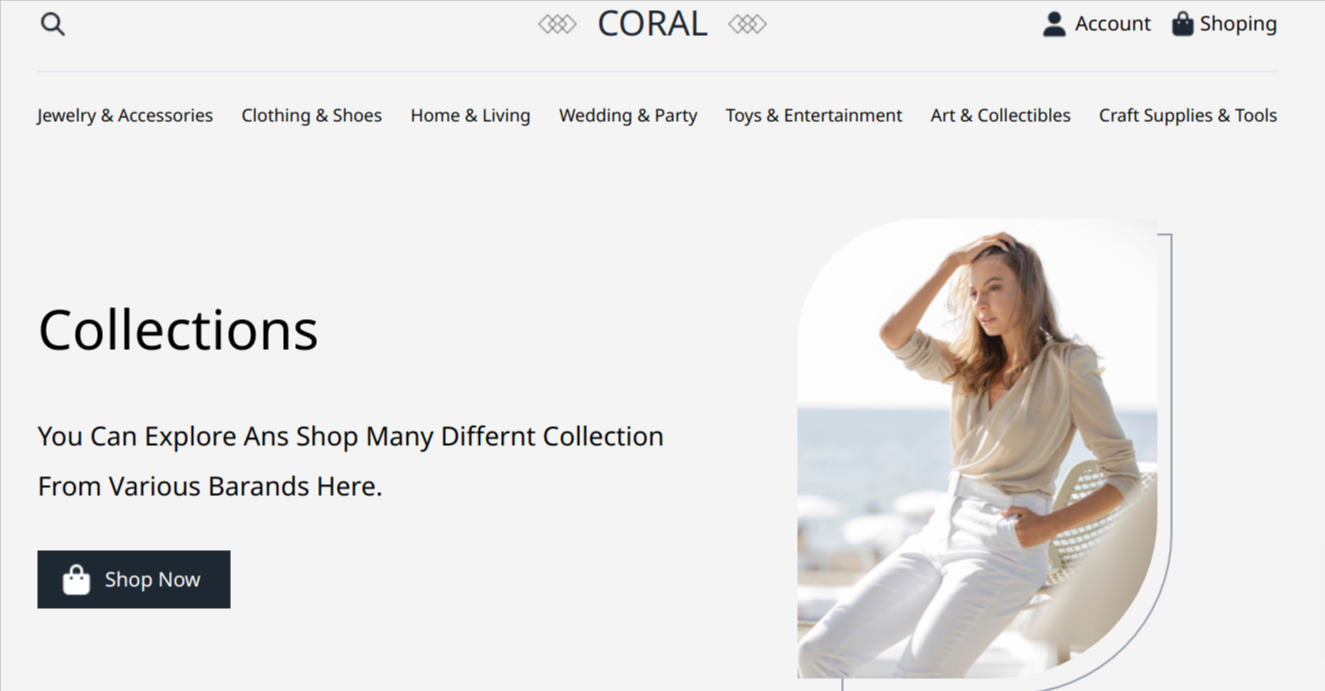 CORAL
Account
Shoping
Jewelry & Accessories Clothing & Shoes Home & Living Wedding & Party Toys & Entertainment Art & Collectibles Craft Supplies & Tools
Collections
You Can Explore Ans Shop Many Differnt Collection
From Various Barands Here.
Shop Now